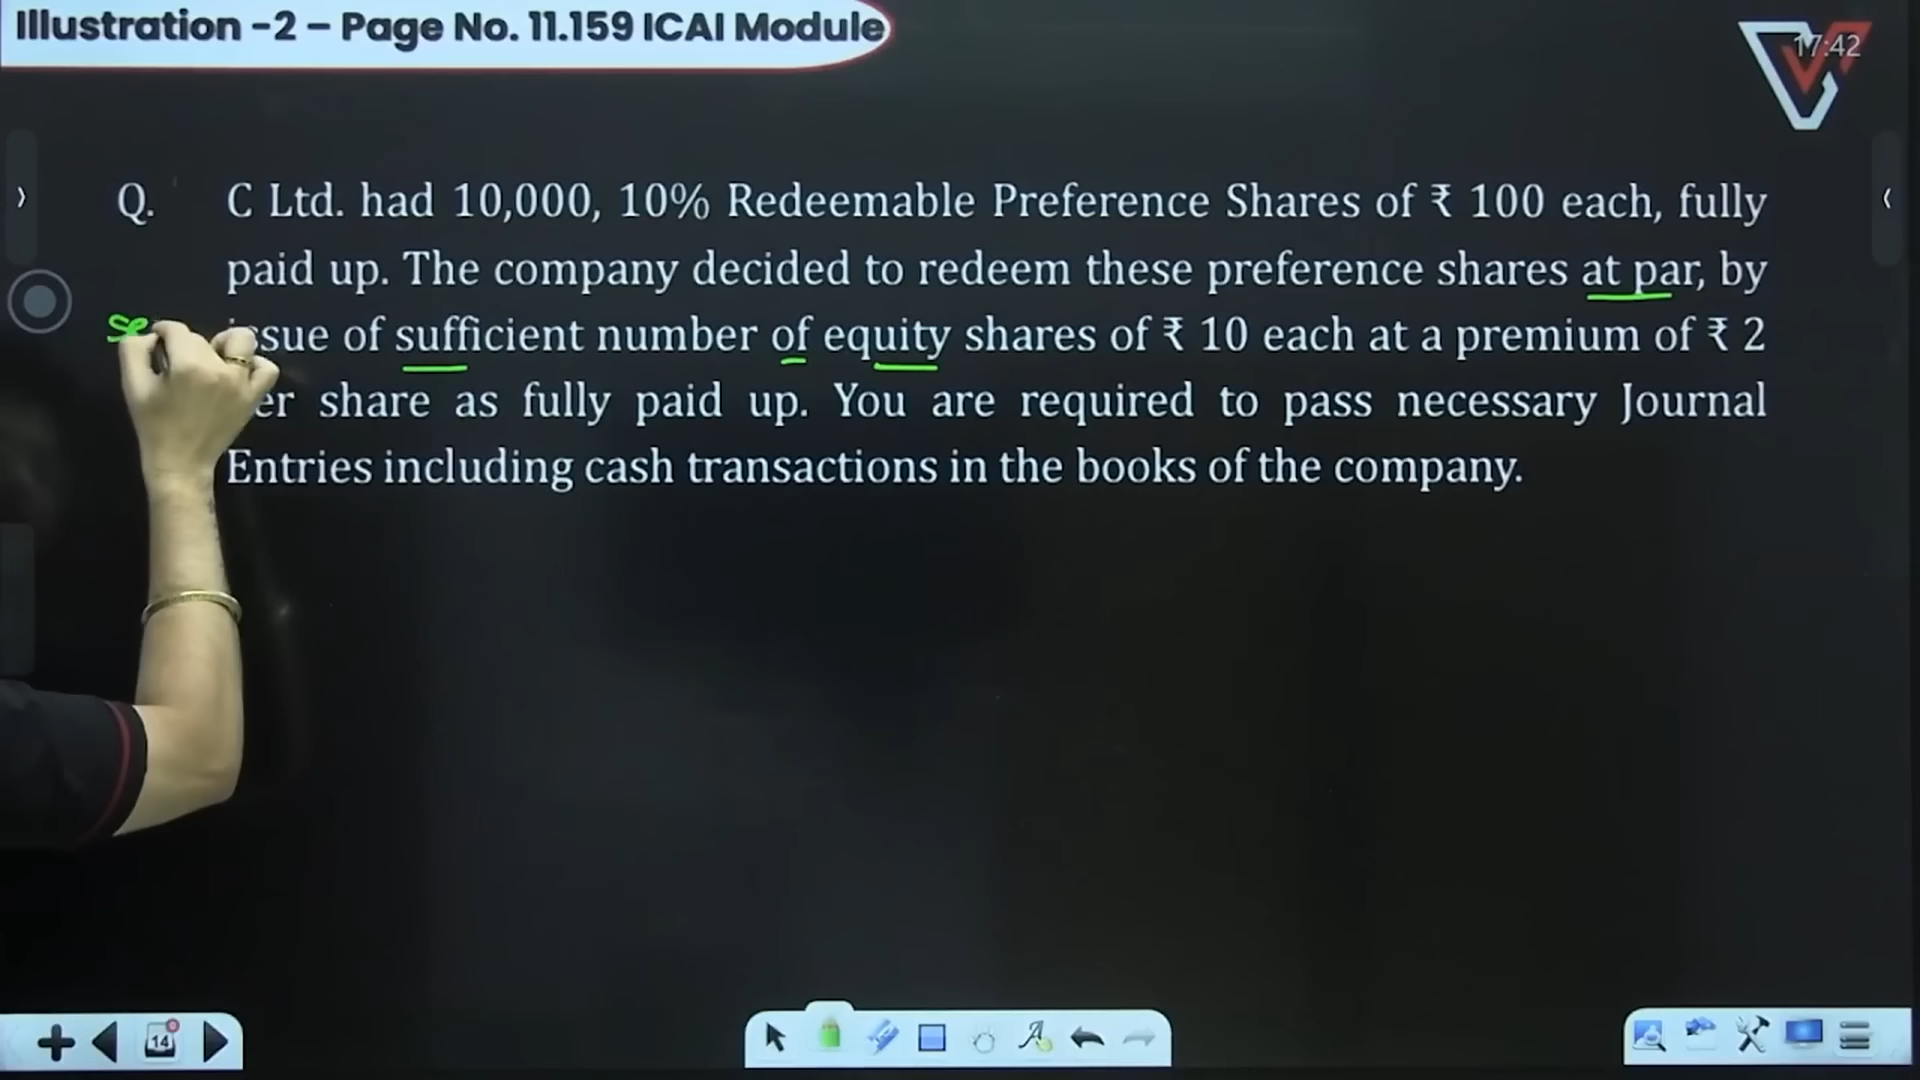 Illustration -2 – Page No. 11.159 ICAI Module
17:42
Q. C Ltd. had 10,000, 10% Redeemable Preference Shares of ₹ 100 each, fully
paid up. The company decided to redeem these preference shares at par, by
issue of sufficient number of equity shares of ₹ 10 each at a premium of ₹ 2
er share as fully paid up. You are required to pass necessary Journal
Entries including cash transactions in the books of the company.
14